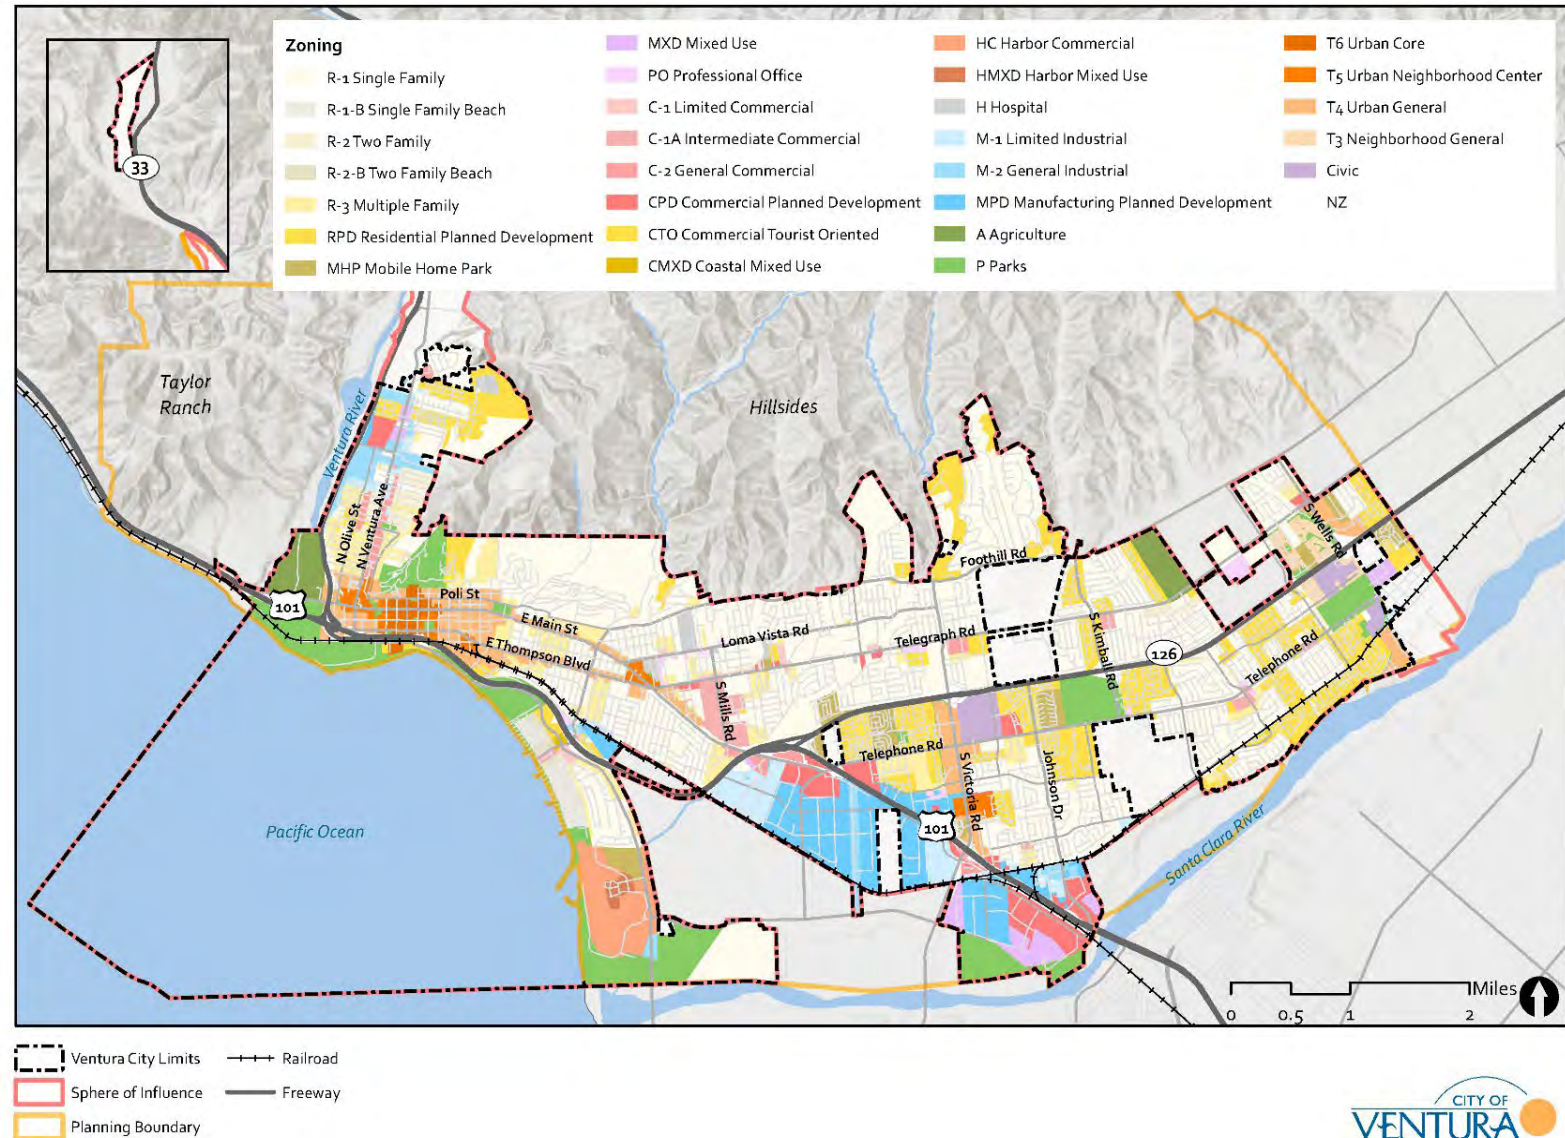 Zoning
R-1 Single Family
R-1-B Single Family Beach
R-2 Two Family
R-2-B Two Family Beach
R-3 Multiple Family
RPD Residential Planned Development
MHP Mobile Home Park
MXD Mixed Use
PO Professional Office
C-1 Limited Commercial
C-1A Intermediate Commercial
C-2 General Commercial
CPD Commercial Planned Development
CTO Commercial Tourist Oriented
CMXD Coastal Mixed Use
HC Harbor Commercial
HMXD Harbor Mixed Use
H Hospital
M-1 Limited Industrial
M-2 General Industrial
MPD Manufacturing Planned Development
A Agriculture
P Parks
T6 Urban Core
T5 Urban Neighborhood Center
T4 Urban General
T3 Neighborhood General
Civic
NZ
33
Taylor
Ranch
Ventura River
Hillsides
N Olive St
N Ventura Ave
101
Poli St
E Main St
E Thompson Blvd
S Mills Rd
Loma Vista Rd
Telegraph Rd
Foothill Rd
S Kimball Rd
126
S Wells Rd
Telephone Rd
Telephone Rd
S Victoria Rd
Johnson Dr
101
Pacific Ocean
Santa Clara River
Miles
0 0.5 1 2
Ventura City Limits
Railroad
Sphere of Influence
Freeway
Planning Boundary
CITY OF
VENTURA